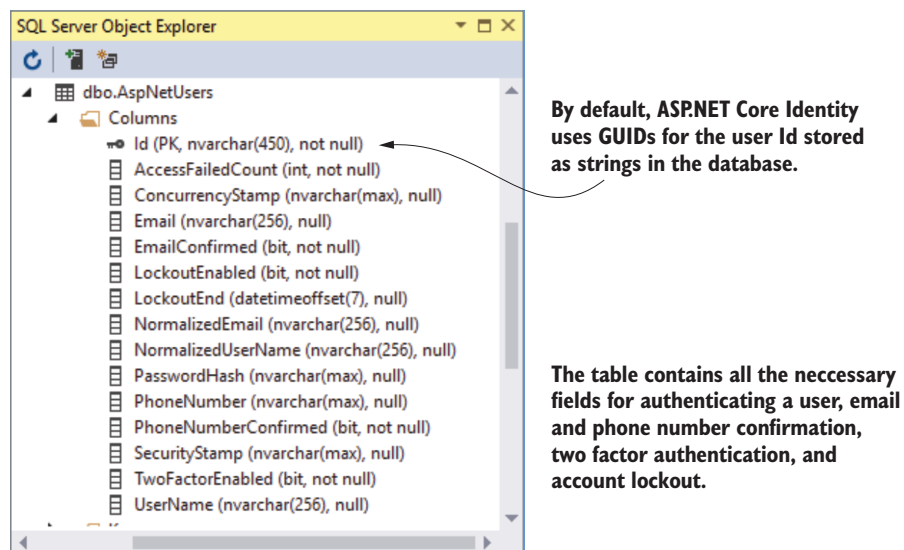 SQL Server Object Explorer
dbo.AspNetUsers
Columns
Id (PK, nvarchar(450), not null)
AccessFailedCount (int, not null)
ConcurrencyStamp (nvarchar(max), null)
Email (nvarchar(256), null)
EmailConfirmed (bit, not null)
LockoutEnabled (bit, not null)
LockoutEnd (datetimeoffset(7), null)
NormalizedEmail (nvarchar(256), null)
NormalizedUserName (nvarchar(256), null)
PasswordHash (nvarchar(max), null)
PhoneNumber (nvarchar(max), null)
PhoneNumberConfirmed (bit, not null)
SecurityStamp (nvarchar(max), null)
TwoFactorEnabled (bit, not null)
UserName (nvarchar(256), null)
By default, ASP.NET Core Identity
uses GUIDs for the user Id stored
as strings in the database.
The table contains all the neccessary
fields for authenticating a user, email
and phone number confirmation,
two factor authentication, and
account lockout.